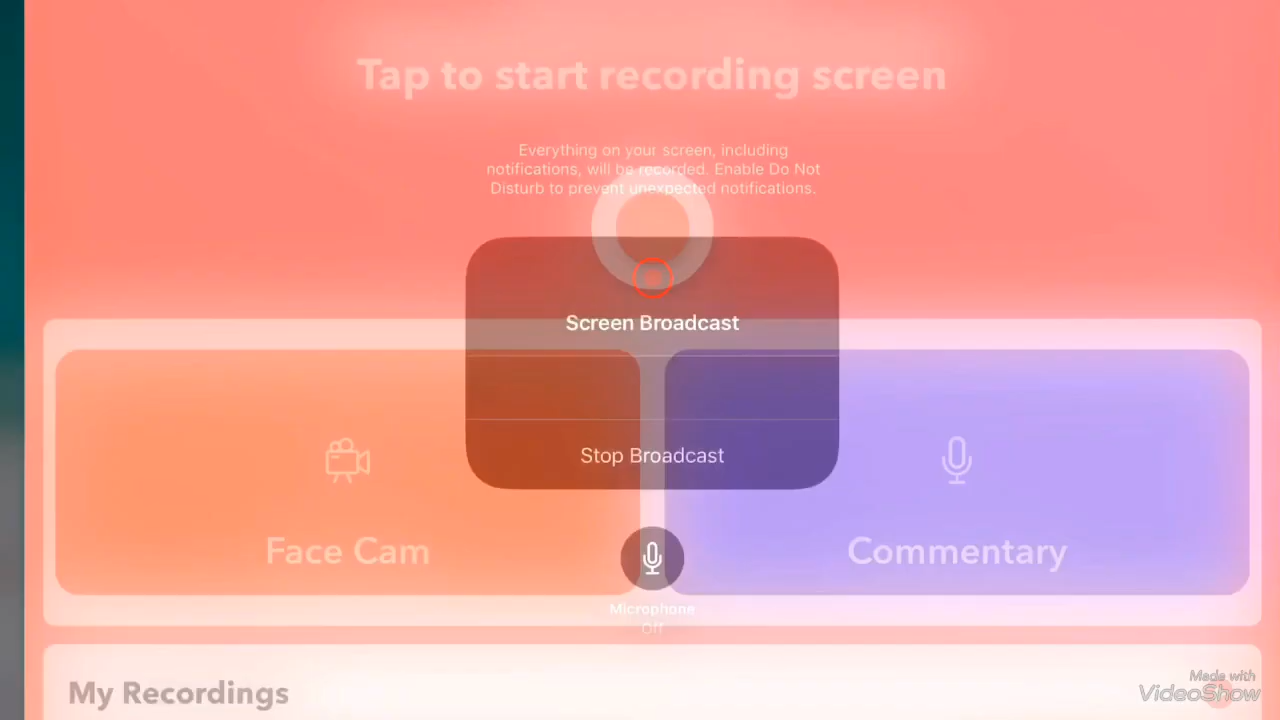 Tap to start recording screen
Everything on your screen, including
notifications, will be recorded. Enable Do Not
Disturb to prevent unexpected notifications.
Screen Broadcast
Stop Broadcast
Face Cam
Commentary
Microphone
Off
My Recordings
Made with
VideoShow